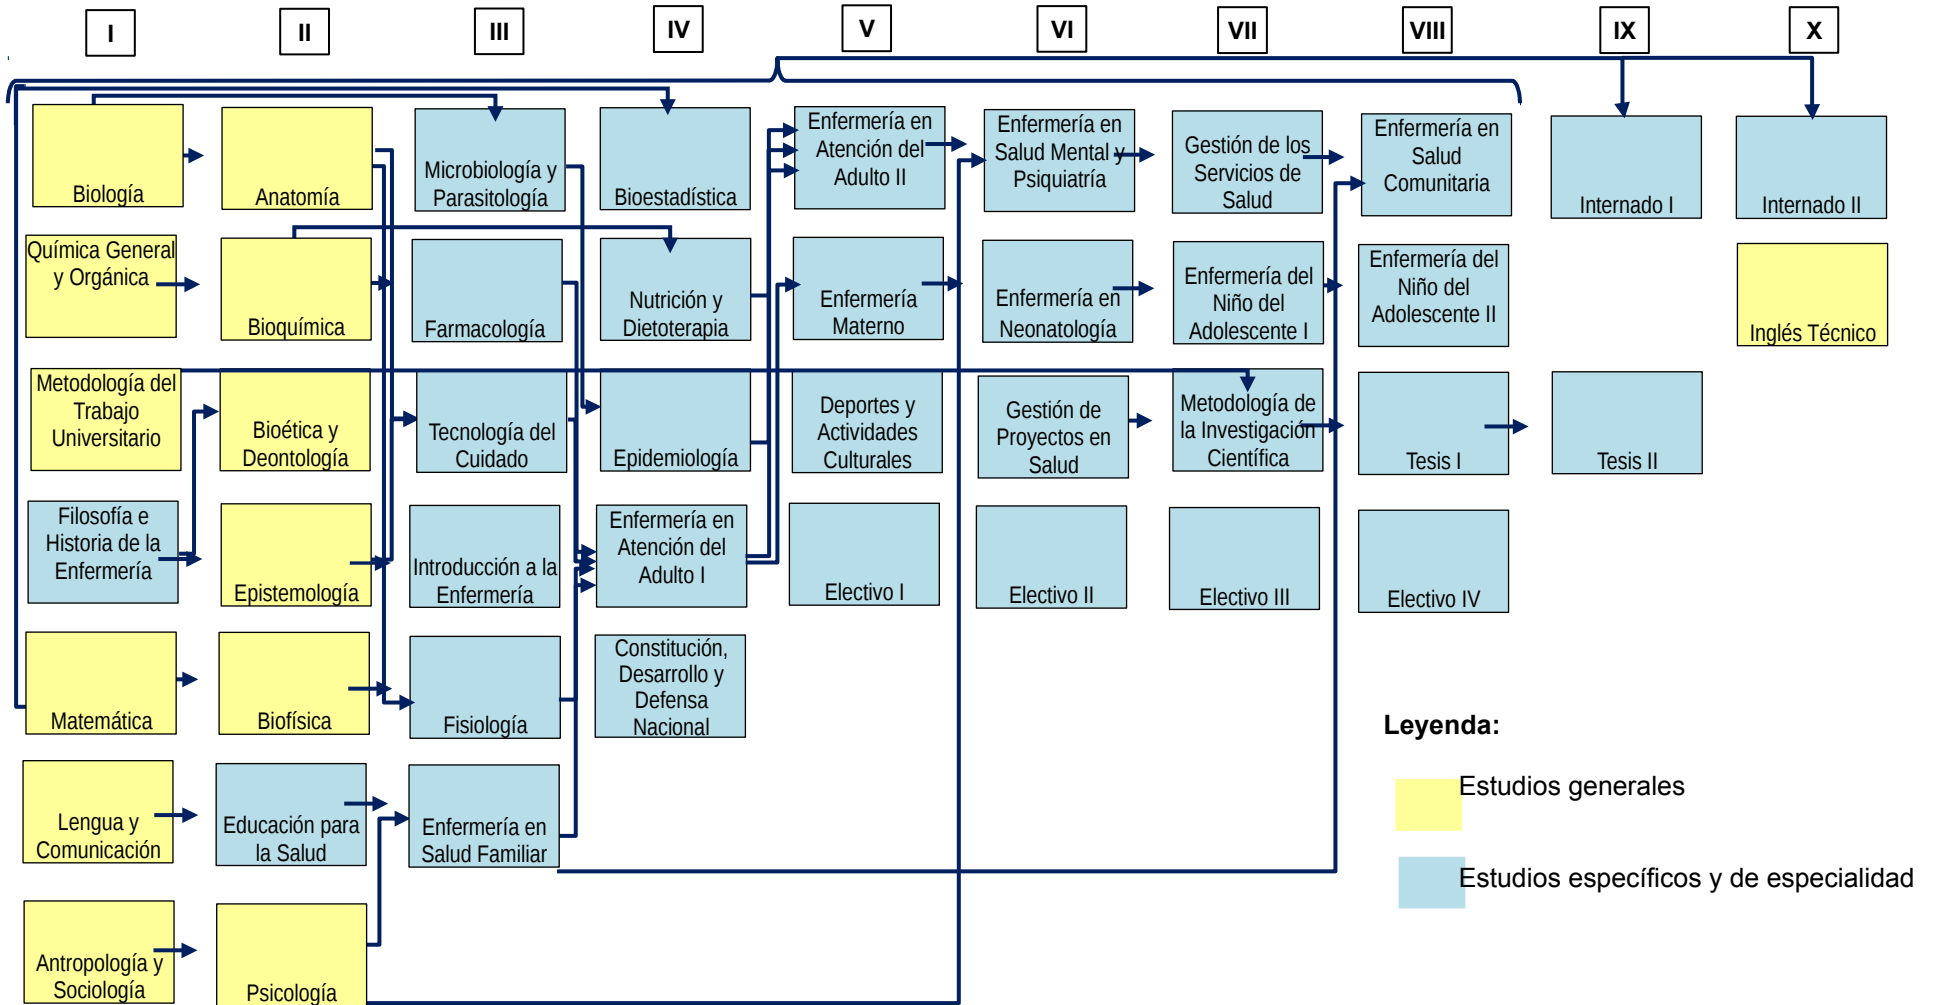 I
II
III
IV
V
VI
VII
VIII
IX
X
Biología
Anatomía
Microbiología y
Parasitología
Bioestadística
Enfermería en
Atención del
Adulto II
Enfermería en
Salud Mental y
Psiquiatría
Gestión de los
Servicios de
Salud
Enfermería en
Salud
Comunitaria
Internado I
Internado II
Química General
y Orgánica
Bioquímica
Farmacología
Nutrición y
Dietoterapia
Enfermería
Materno
Enfermería en
Neonatología
Enfermería del
Niño del
Adolescente I
Enfermería del
Niño del
Adolescente II
Inglés Técnico
Metodología del
Trabajo
Universitario
Bioética y
Deontología
Tecnología del
Cuidado
Epidemiología
Deportes y
Actividades
Culturales
Gestión de
Proyectos en
Salud
Metodología de
la Investigación
Científica
Tesis I
Tesis II
Filosofía e
Historia de la
Enfermería
Epistemología
Introducción a la
Enfermería
Enfermería en
Atención del
Adulto I
Electivo I
Electivo II
Electivo III
Electivo IV
Matemática
Biofísica
Fisiología
Constitución,
Desarrollo y
Defensa
Nacional
Lengua y
Comunicación
Educación para
la Salud
Enfermería en
Salud Familiar
Antropología y
Sociología
Psicología
Leyenda:
Estudios generales
Estudios específicos y de especialidad